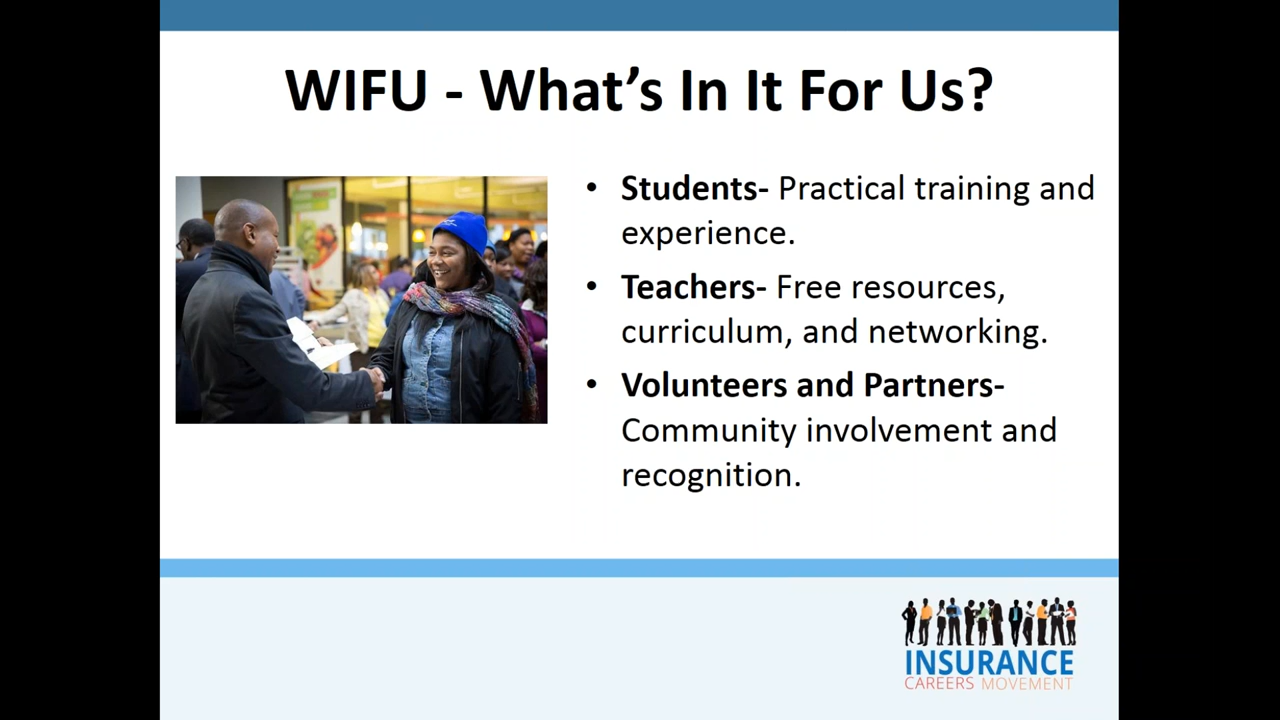 WIFU - What's In It For Us?
• Students- Practical training and
experience.
• Teachers- Free resources,
curriculum, and networking.
• Volunteers and Partners-
Community involvement and
recognition.
INSURANCE
CAREERS MOVEMENT